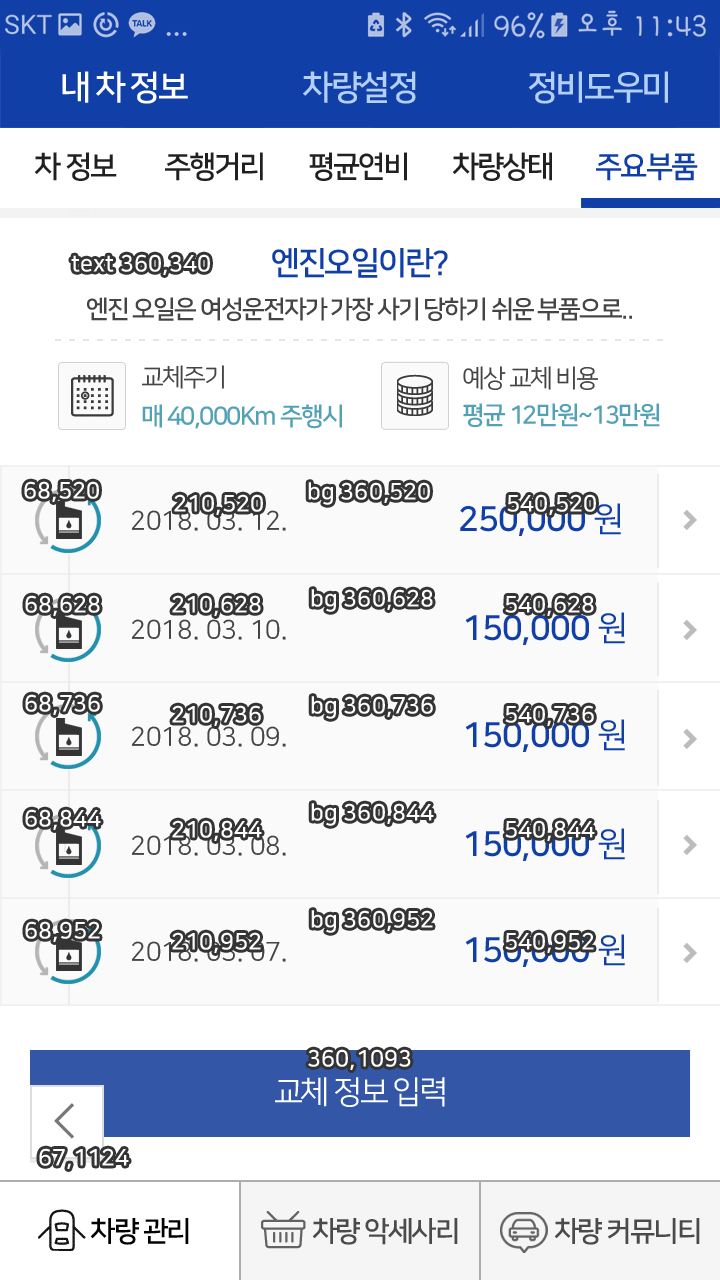 SKT TALK ... 96% 오후 11:43
내 차 정보 차량설정 정비도우미
차 정보 주행거리 평균연비 차량상태 주요부품
text 360,340 엔진오일이란?
엔진 오일은 여성운전자가 가장 사기 당하기 쉬운 부품으로..
교체주기 예상 교체 비용
매 40,000Km 주행시 평균 12만원~13만원
68,520 210,520 bg 360,520 540,520
2018. 03. 12. 250,000 원
68,628 210,628 bg 360,628 540,628
2018. 03. 10. 150,000 원
68,736 210,736 bg 360,736 540,736
2018. 03. 09. 150,000 원
68,844 210,844 bg 360,844 540,844
2018. 03. 08. 150,000 원
68,952 210,952 bg 360,952 540,952
2018. 03. 07. 150,000 원
360,1093
교체 정보 입력
67,1124
차량 관리 차량 악세사리 차량 커뮤니티